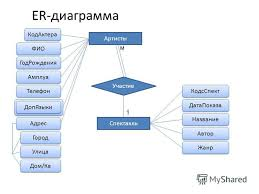 ER-диаграмма
КодАктера
ФИО
ГодРождения
Амплуа
Телефон
ДопЯзыки
Адрес
Город
Улица
Дом/Кв
Артисты
М
Участие
1
Спектакль
КодСпект
ДатаПоказа
Название
Автор
Жанр
MyShared